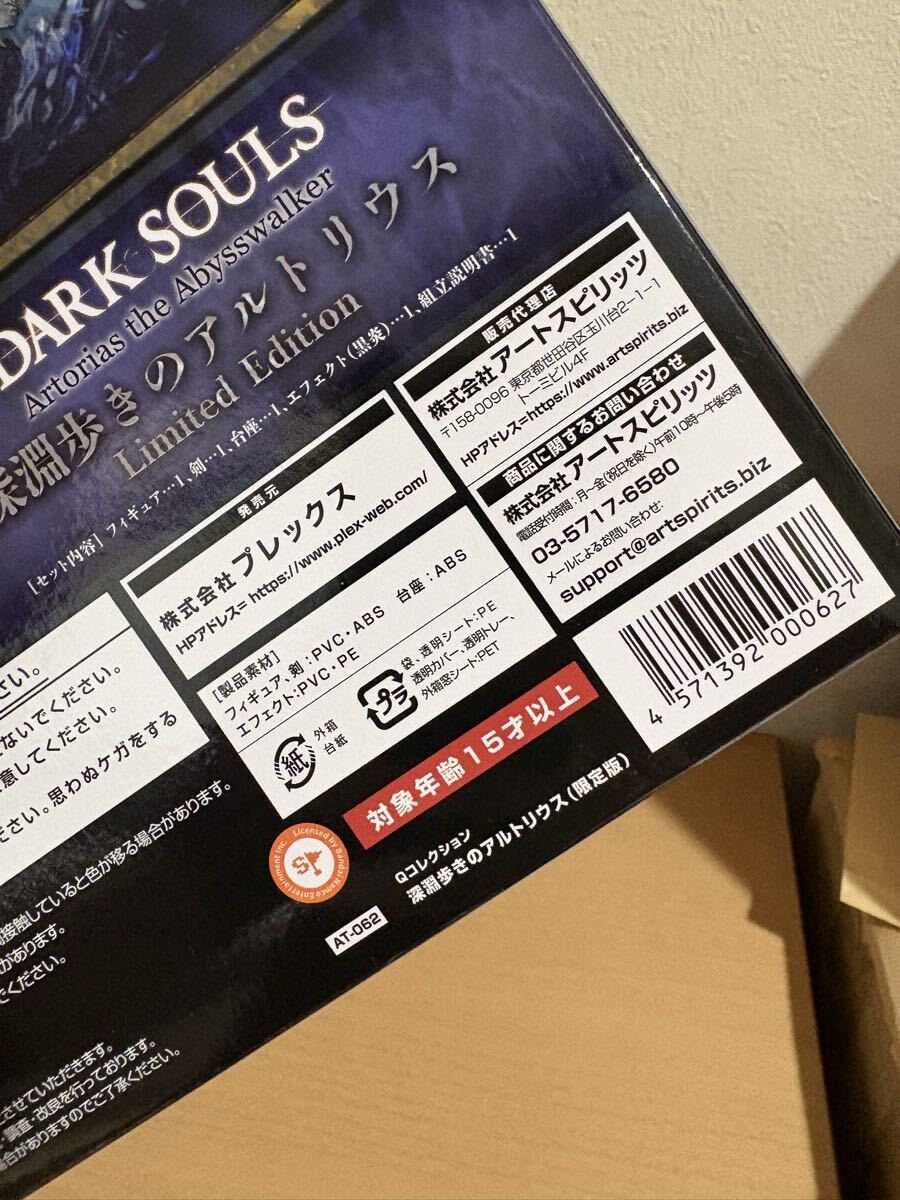 DARK SOULS
Artorias the Abysswalker
深淵歩きのアルトリウス
Limited Edition
[セット内容] フィギュア…1、剣…1、台座…1、エフェクト(黒炎)…1、組立説明書…1
販売代理店
株式会社アートスピリッツ
〒158-0096 東京都世田谷区玉川台2-1-1
トーミビル4F
HPアドレス=https://www.artspirits.biz
商品に関するお問い合わせ
株式会社アートスピリッツ
電話受付時間：月～金(祝日を除く)午前10時～午後5時
03-5717-6580
メールによるお問い合わせ:
support@artspirits.biz
発売元
株式会社プレックス
HPアドレス= https://www.plex-web.com/
[製品素材]
フィギュア、剣：PVC・ABS 台座：ABS
エフェクト:PVC・PE
紙
外箱
台紙
プラ
袋、透明シート:PE
透明カバー、透明トレー、
外箱窓シート:PET
4 571392 000627
対象年齢15才以上
Licensed by Bandai Namco Entertainment Inc.
Qコレクション
深淵歩きのアルトリウス(限定版)
AT-062
さい。
ないでください。
意してください。
ださい。思わぬケガをする
接触していると色が移る場合があります。
があります。
ください。
させていただきます。
調査・改良を行っております。
場合がありますのでご了承ください。